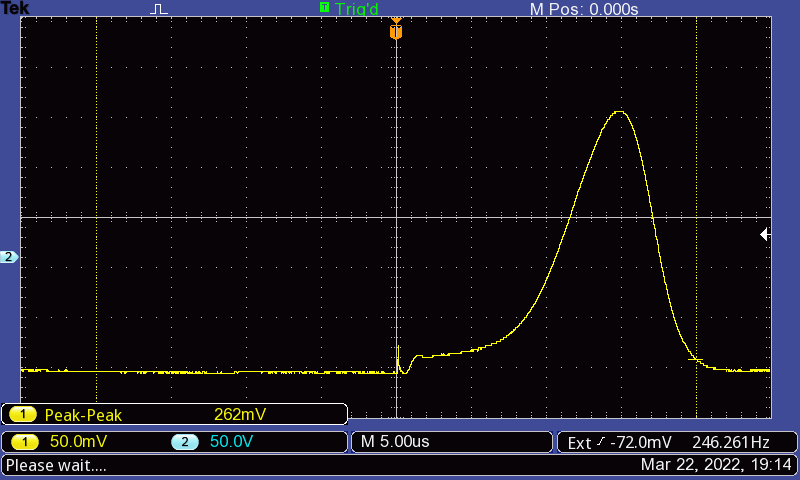 Tek T Trig'd M Pos: 0.000s
T
2
1 Peak-Peak 262mV
1 50.0mV 2 50.0V M 5.00us Ext -72.0mV 246.261Hz
Please wait.... Mar 22, 2022, 19:14